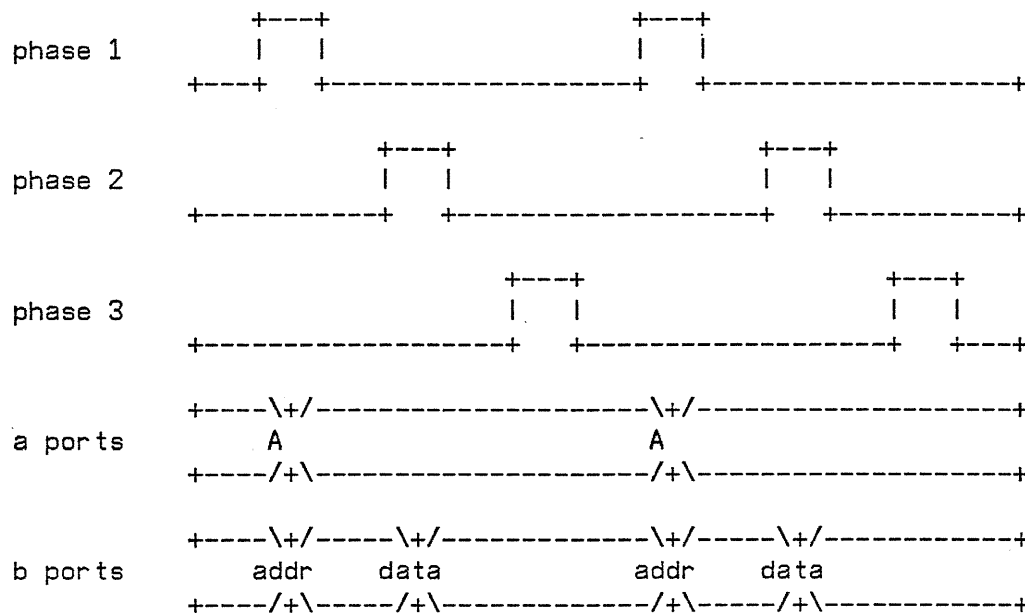 phase 1
phase 2
phase 3
a ports A A
b ports addr data addr data